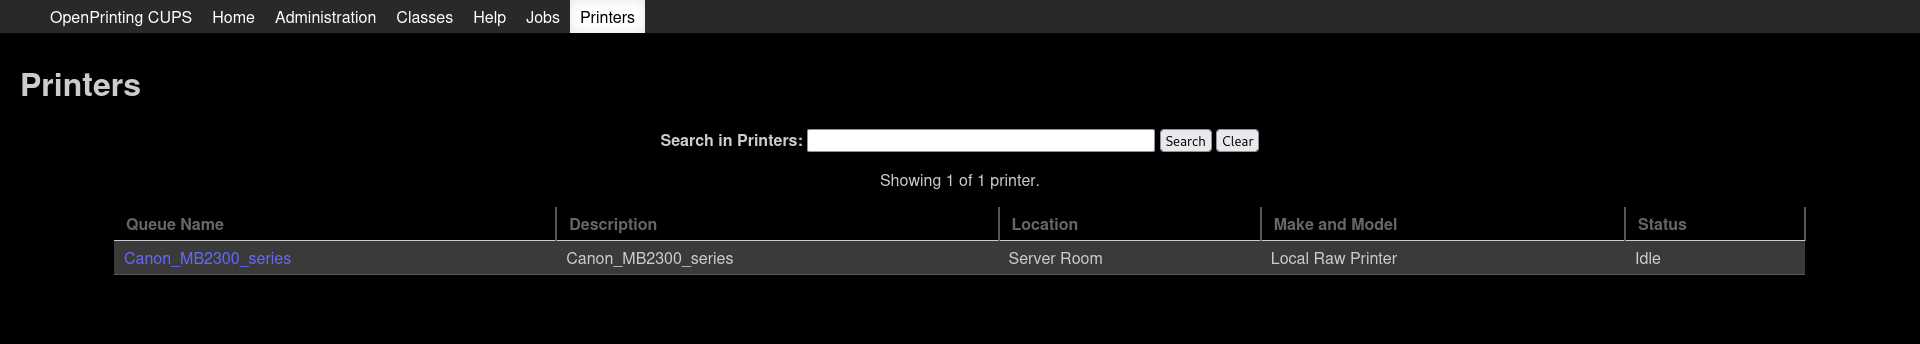 OpenPrinting CUPS Home Administration Classes Help Jobs Printers
Printers
Search in Printers: Search Clear
Showing 1 of 1 printer.
Queue Name Description Location Make and Model Status
Canon_MB2300_series Canon_MB2300_series Server Room Local Raw Printer Idle